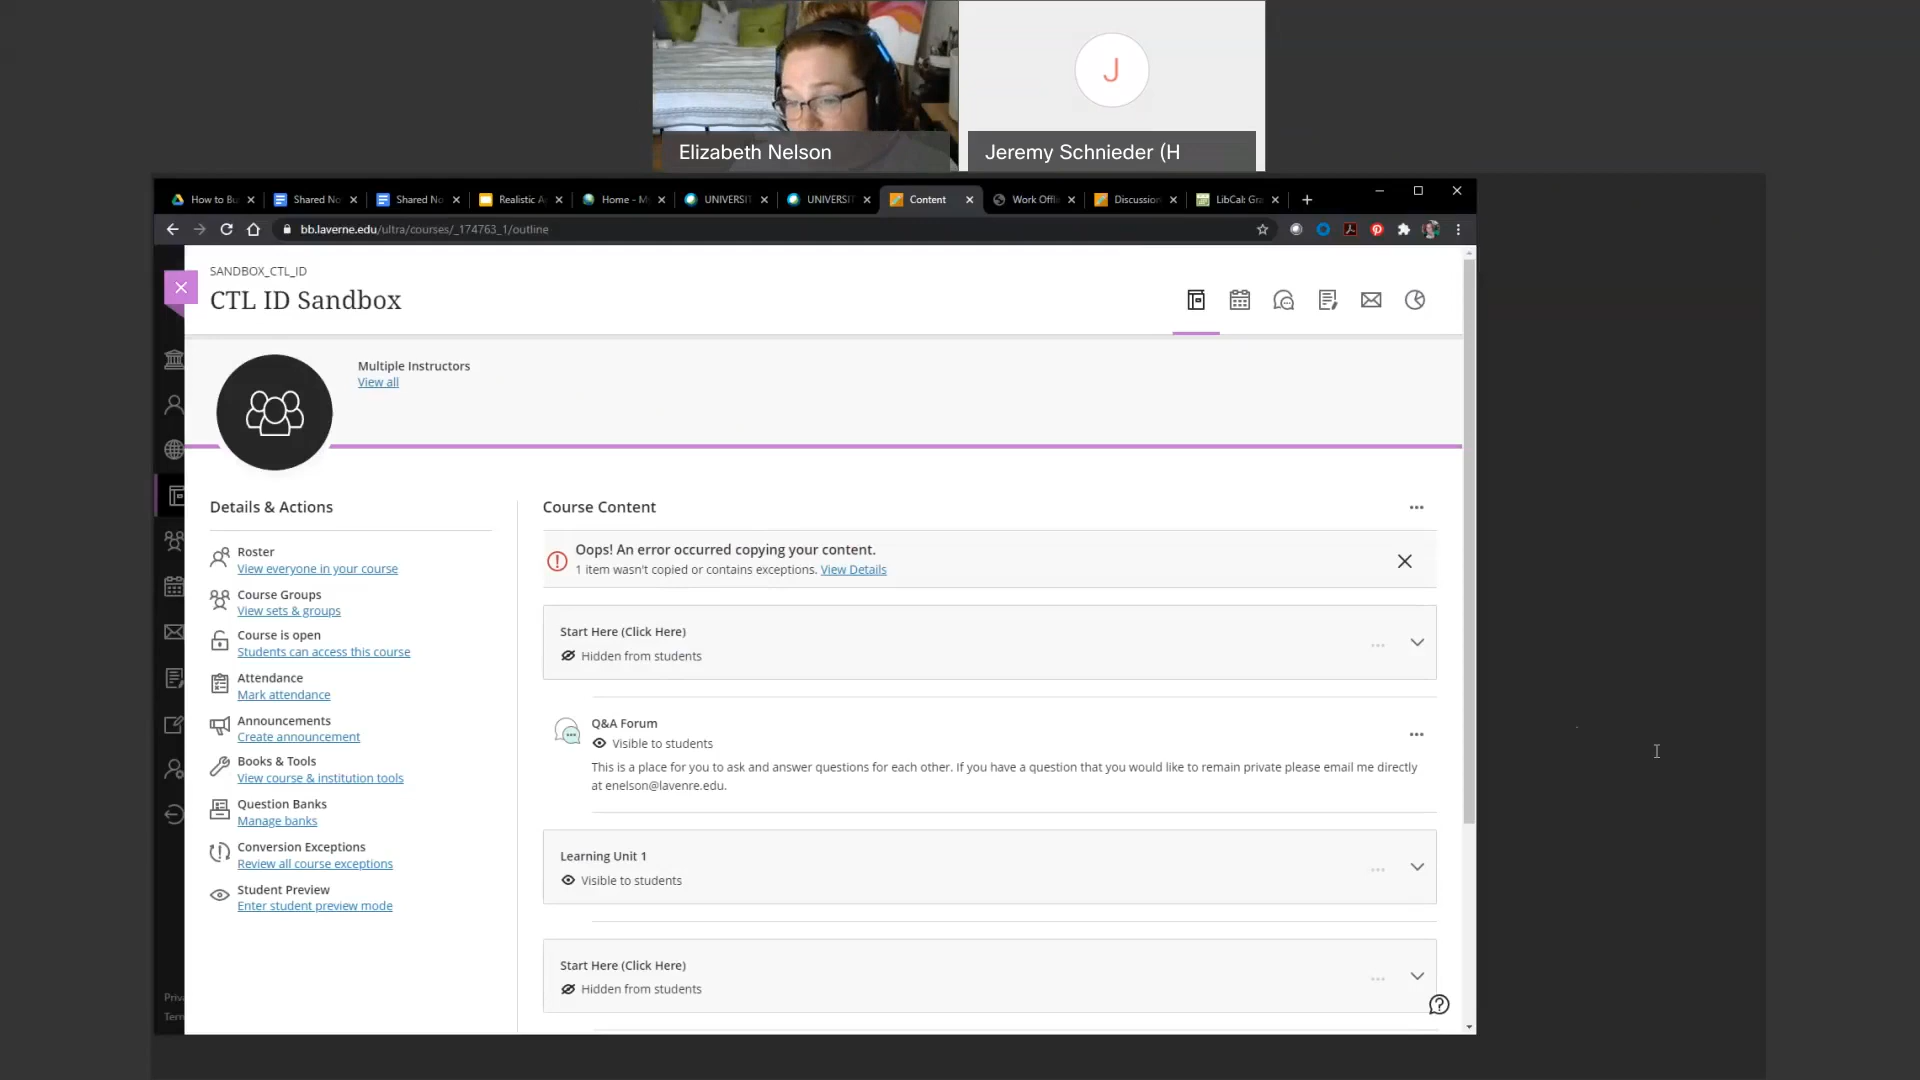 J
Elizabeth Nelson
Jeremy Schnieder (H
How to Bu
Shared No
Shared No
Realistic A
Home - M
UNIVERSIT
UNIVERSIT
Content
Work Offli
Discussion
LibCal: Gra
bb.laverne.edu/ultra/courses/_174763_1/outline
SANDBOX_CTL_ID
CTL ID Sandbox
Multiple Instructors
View all
Details & Actions
Roster
View everyone in your course
Course Groups
View sets & groups
Course is open
Students can access this course
Attendance
Mark attendance
Announcements
Create announcement
Books & Tools
View course & institution tools
Question Banks
Manage banks
Conversion Exceptions
Review all course exceptions
Student Preview
Enter student preview mode
Priv
Term
Course Content
Oops! An error occurred copying your content.
1 item wasn't copied or contains exceptions. View Details
Start Here (Click Here)
Hidden from students
Q&A Forum
Visible to students
This is a place for you to ask and answer questions for each other. If you have a question that you would like to remain private please email me directly
at enelson@lavenre.edu.
Learning Unit 1
Visible to students
Start Here (Click Here)
Hidden from students